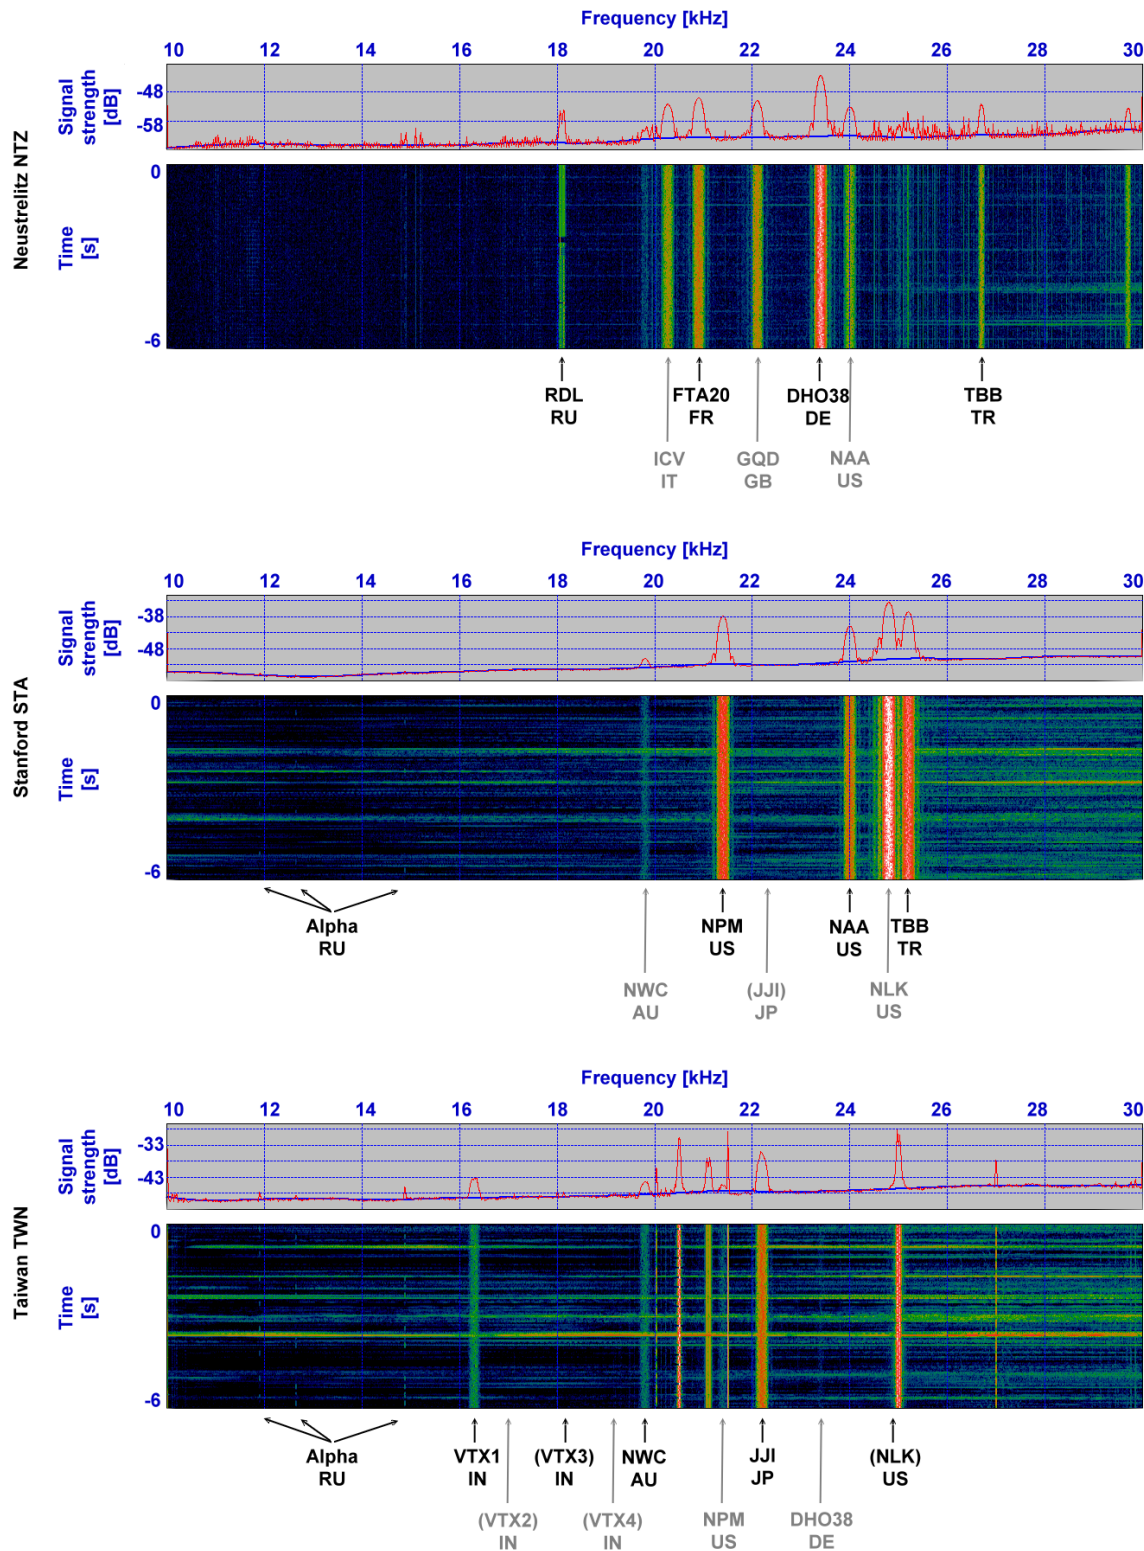 Frequency [kHz]
10 12 14 16 18 20 22 24 26 28 30
Neustrelitz NTZ
Signal
strength
[dB]
-48
-58
Time
[s]
0
-6
RDL
RU
FTA20
FR
DHO38
DE
TBB
TR
ICV
IT
GQD
GB
NAA
US
Frequency [kHz]
10 12 14 16 18 20 22 24 26 28 30
Stanford STA
Signal
strength
[dB]
-38
-48
Time
[s]
0
-6
Alpha
RU
NPM
US
NAA
US
TBB
TR
NWC
AU
(JJI)
JP
NLK
US
Frequency [kHz]
10 12 14 16 18 20 22 24 26 28 30
Taiwan TWN
Signal
strength
[dB]
-33
-43
Time
[s]
0
-6
Alpha
RU
VTX1
IN
(VTX3)
IN
NWC
AU
JJI
JP
(NLK)
US
(VTX2)
IN
(VTX4)
IN
NPM
US
DHO38
DE